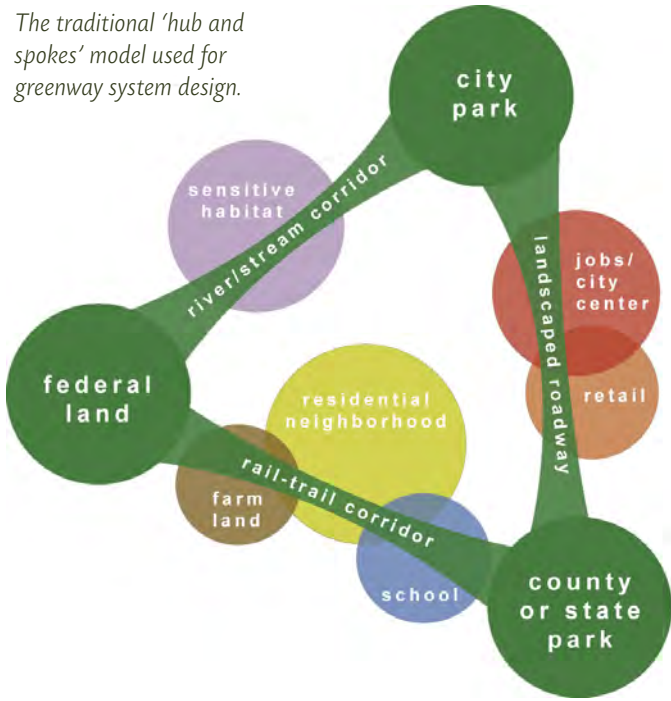 The traditional ‘hub and
spokes’ model used for
greenway system design.
city
park
sensitive
habitat
river/stream corridor
landscaped roadway
jobs/
city
center
retail
federal
land
residential
neighborhood
rail-trail corridor
farm
land
school
county
or state
park